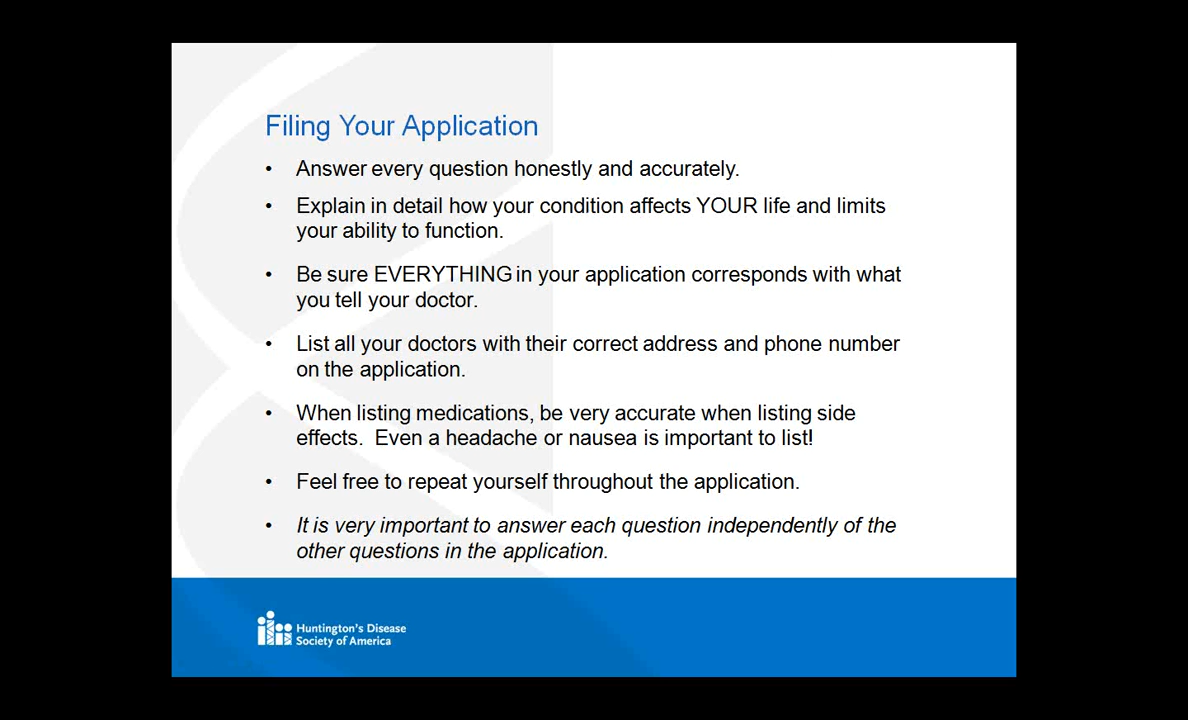 Filing Your Application
• Answer every question honestly and accurately.
• Explain in detail how your condition affects YOUR life and limits
your ability to function.
• Be sure EVERYTHING in your application corresponds with what
you tell your doctor.
• List all your doctors with their correct address and phone number
on the application.
• When listing medications, be very accurate when listing side
effects.  Even a headache or nausea is important to list!
• Feel free to repeat yourself throughout the application.
• It is very important to answer each question independently of the
other questions in the application.
Huntington's Disease
Society of America